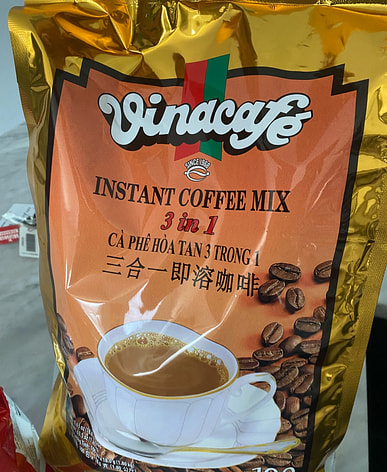 Vinacafé
SINCE 1968
INSTANT COFFEE MIX
3 in 1
CÀ PHÊ HÒA TAN 3 TRONG 1
三合一即溶咖啡